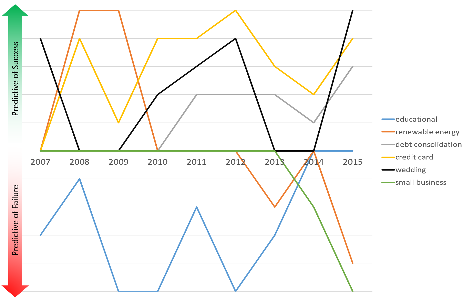 Predictive of Success
Predictive of Failure
2007 2008 2009 2010 2011 2012 2013 2014 2015
educational
renewable energy
debt consolidation
credit card
wedding
small business